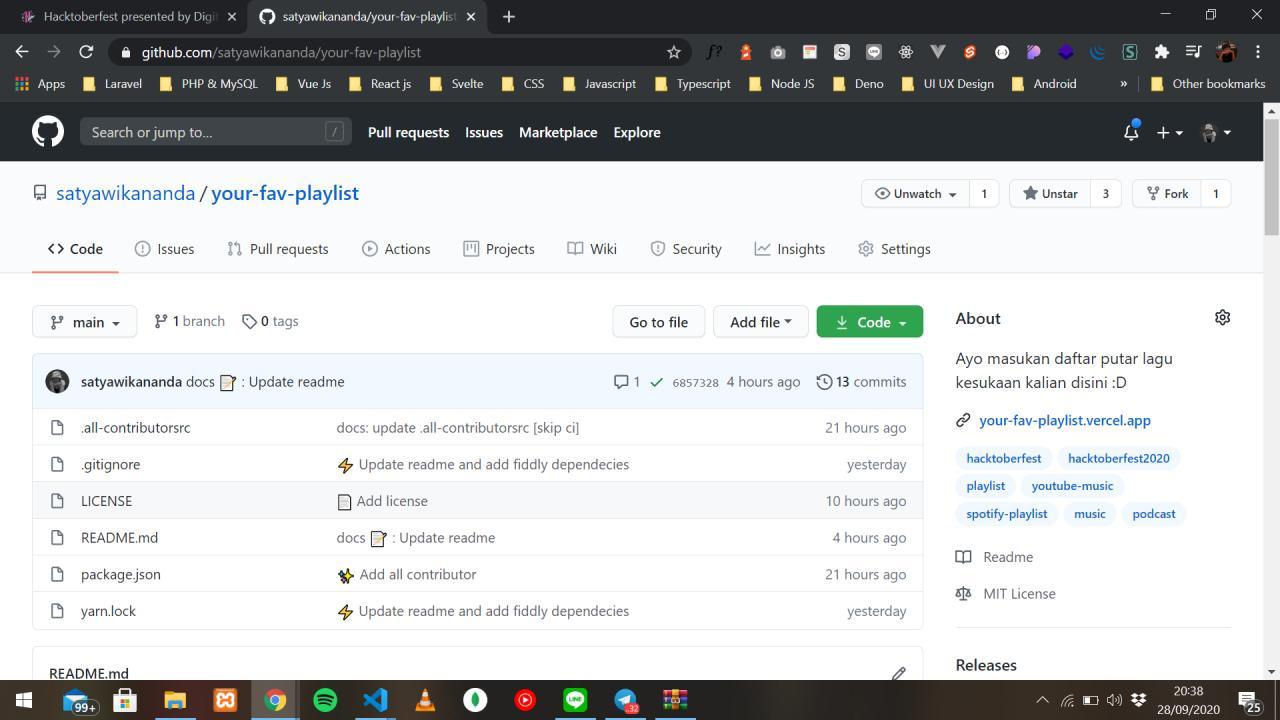 Hacktoberfest presented by Digit
satyawikananda/your-fav-playlist
github.com/satyawikananda/your-fav-playlist
f?
S
S
Apps
Laravel
PHP & MySQL
Vue Js
React js
Svelte
CSS
Javascript
Typescript
Node JS
Deno
UI UX Design
Android
»
Other bookmarks
Search or jump to...
/
Pull requests
Issues
Marketplace
Explore
satyawikananda / your-fav-playlist
Unwatch 1
Unstar 3
Fork 1
Code
Issues
Pull requests
Actions
Projects
Wiki
Security
Insights
Settings
main
1 branch
0 tags
Go to file
Add file
Code
satyawikananda docs 📝 : Update readme
1 6857328 4 hours ago 13 commits
.all-contributorsrc docs: update .all-contributorsrc [skip ci] 21 hours ago
.gitignore ⚡ Update readme and add fiddly dependecies yesterday
LICENSE 📄 Add license 10 hours ago
README.md docs 📝 : Update readme 4 hours ago
package.json ✨ Add all contributor 21 hours ago
yarn.lock ⚡ Update readme and add fiddly dependecies yesterday
README.md
About
Ayo masukan daftar putar lagu
kesukaan kalian disini :D
your-fav-playlist.vercel.app
hacktoberfest hacktoberfest2020
playlist youtube-music
spotify-playlist music podcast
Readme
MIT License
Releases
99+
LINE
..32
20:38
28/09/2020
25